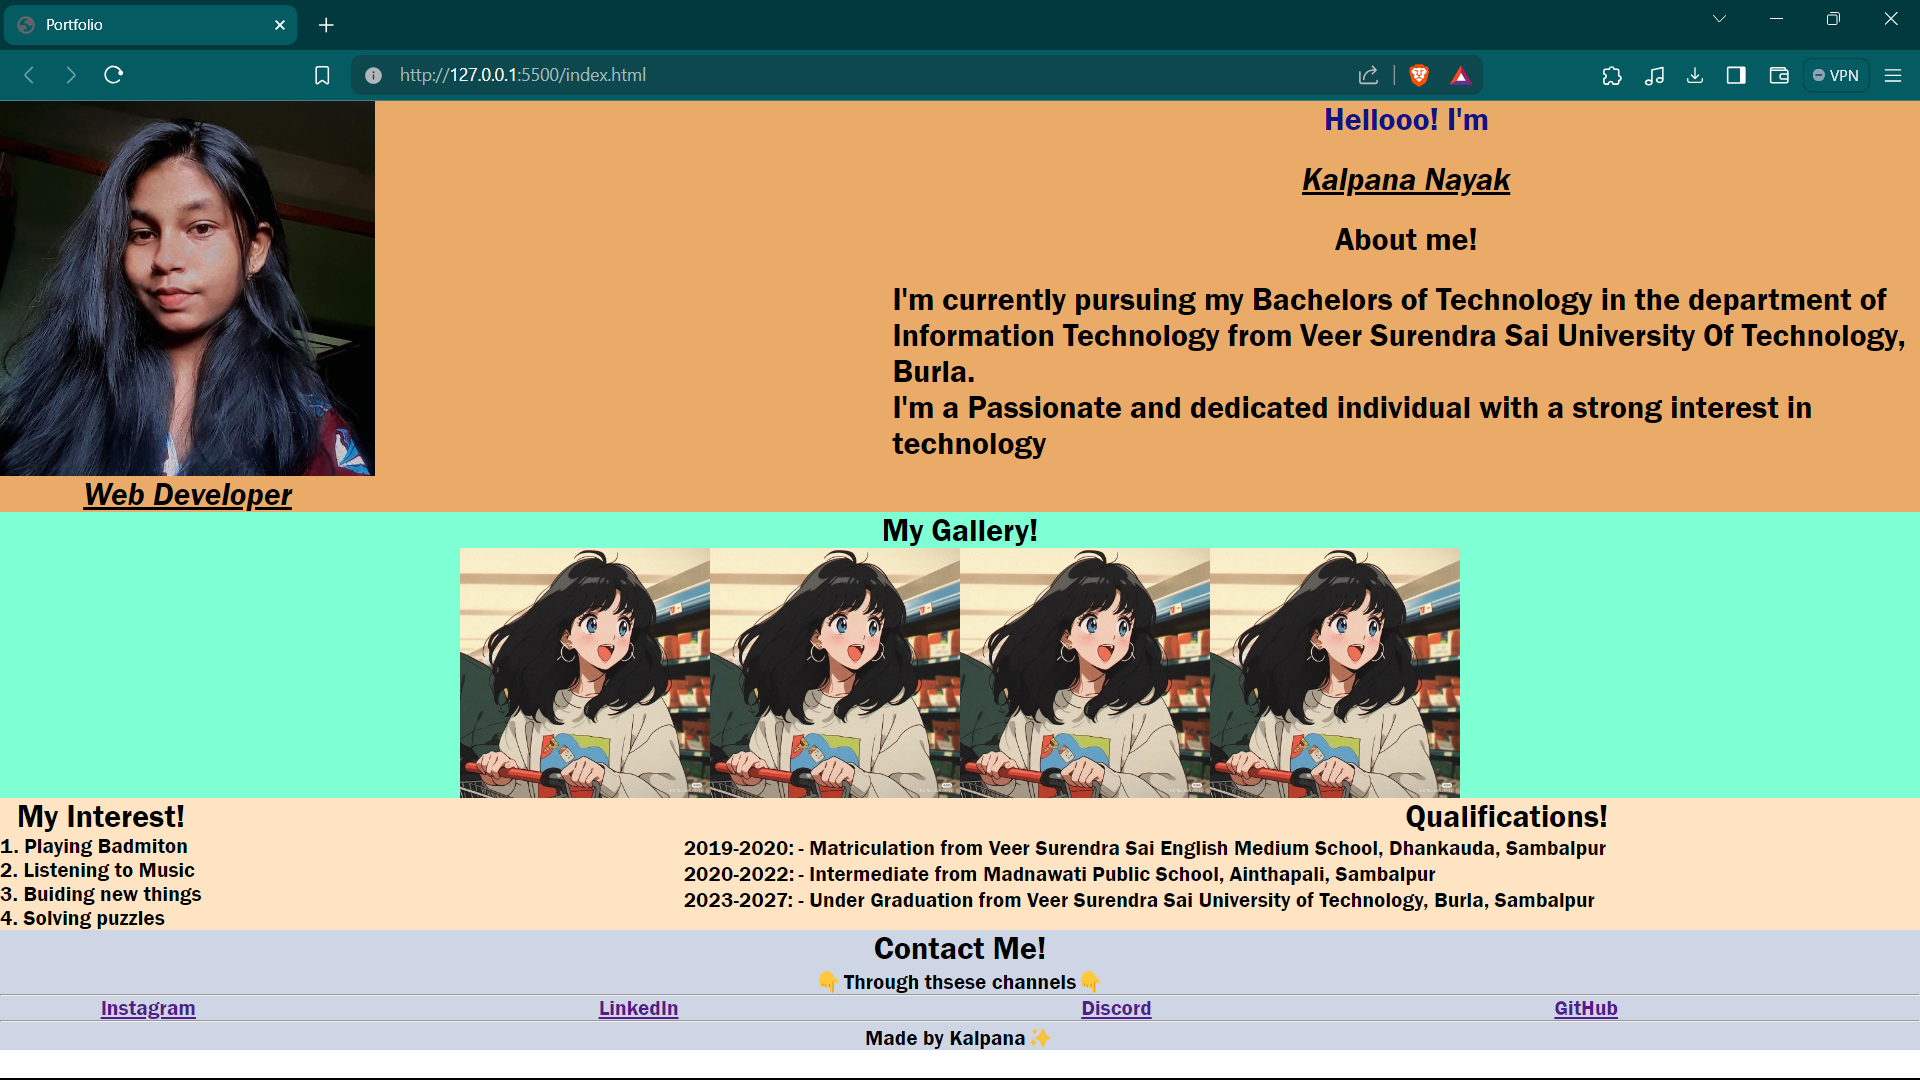 Portfolio
http://127.0.0.1:5500/index.html
VPN
Hellooo! I'm
Kalpana Nayak
About me!
I'm currently pursuing my Bachelors of Technology in the department of
Information Technology from Veer Surendra Sai University Of Technology,
Burla.
I'm a Passionate and dedicated individual with a strong interest in
technology
Web Developer
My Gallery!
My Interest!
1. Playing Badmiton
2. Listening to Music
3. Buiding new things
4. Solving puzzles
Qualifications!
2019-2020: - Matriculation from Veer Surendra Sai English Medium School, Dhankauda, Sambalpur
2020-2022: - Intermediate from Madnawati Public School, Ainthapali, Sambalpur
2023-2027: - Under Graduation from Veer Surendra Sai University of Technology, Burla, Sambalpur
Contact Me!
👇Through thsese channels👇
Instagram LinkedIn Discord GitHub
Made by Kalpana✨